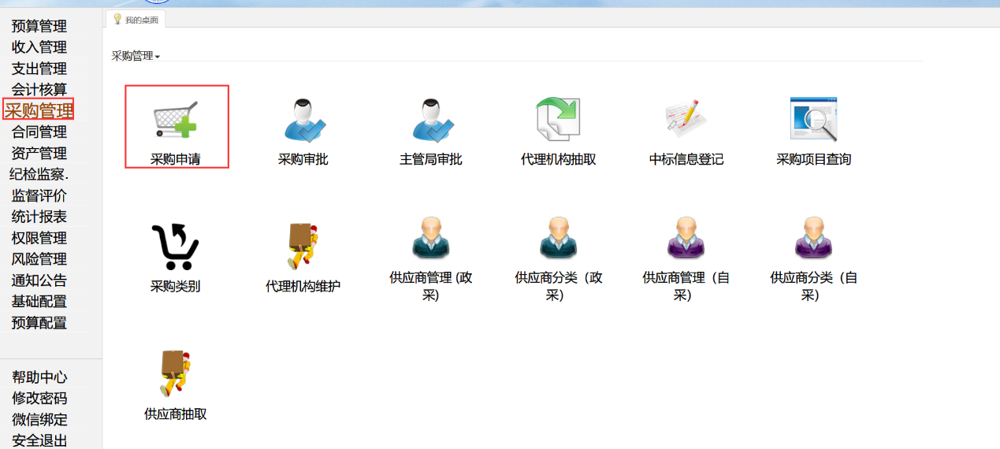 我的桌面
预算管理
收入管理
支出管理
会计核算
采购管理
合同管理
资产管理
纪检监察.
监督评价
统计报表
权限管理
风险管理
通知公告
基础配置
预算配置
帮助中心
修改密码
微信绑定
安全退出
采购管理
采购申请
采购审批
主管局审批
代理机构抽取
中标信息登记
采购项目查询
采购类别
代理机构维护
供应商管理 (政
采)
供应商分类（政
采）
供应商管理（自
采）
供应商分类（自
采）
供应商抽取